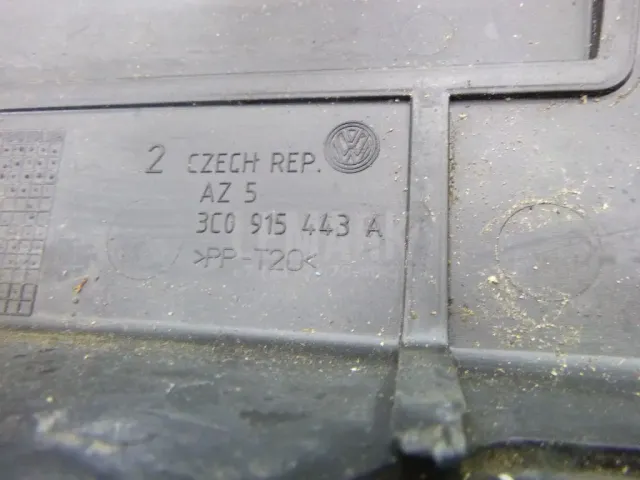 2 CZECH REP.
AZ 5
3C0 915 443 A
>PP-T20<